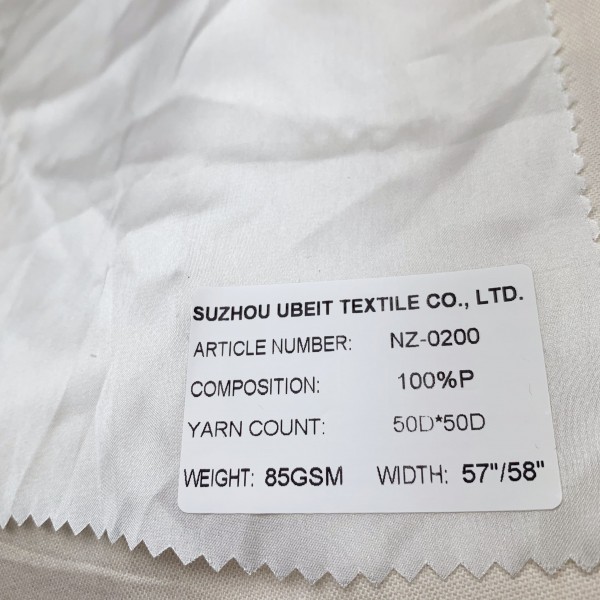 SUZHOU UBEIT TEXTILE CO., LTD.
ARTICLE NUMBER: NZ-0200
COMPOSITION: 100%P
YARN COUNT: 50D*50D
WEIGHT: 85GSM WIDTH: 57"/58"